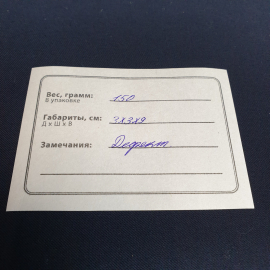 Вес, грамм: 150
В упаковке
Габариты, см: 3х3х9
Д х Ш х В
Замечания: Дефект